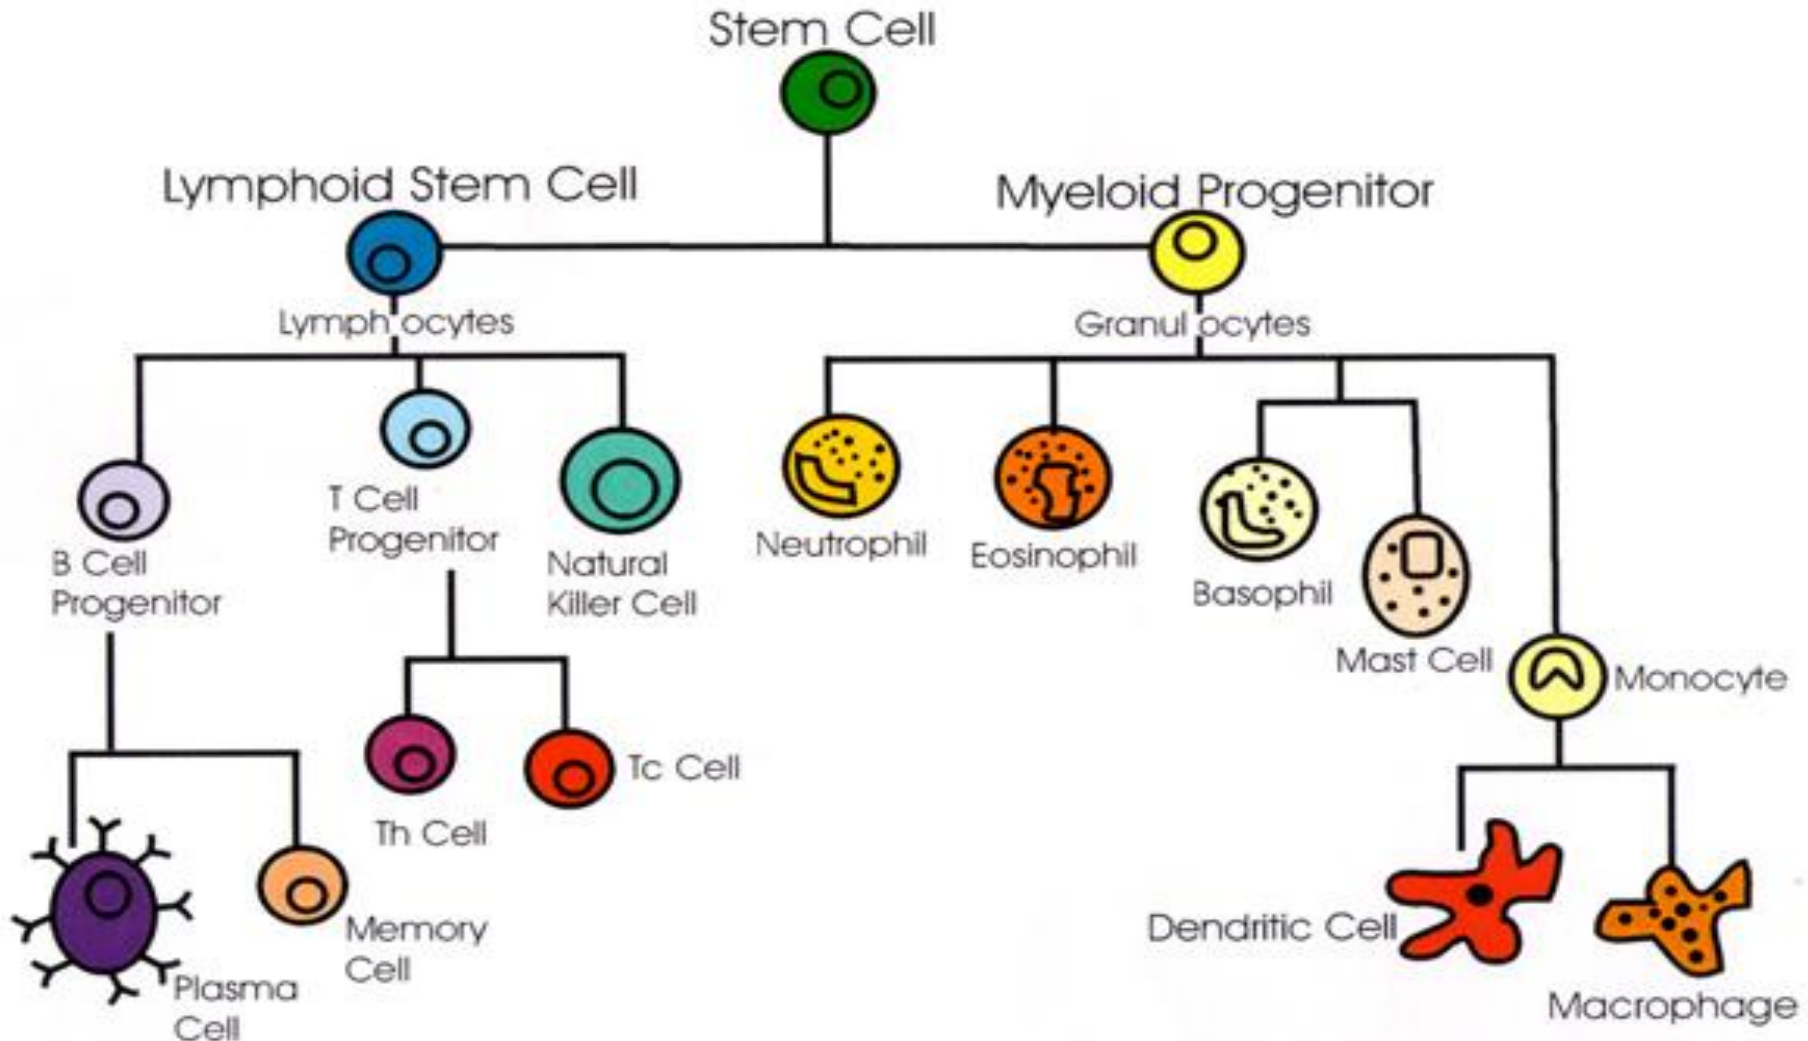 Stem Cell
Lymphoid Stem Cell
Myeloid Progenitor
Lymph ocytes
Granul ocytes
T Cell
Progenitor
B Cell
Progenitor
Natural
Killer Cell
Neutrophil
Eosinophil
Basophil
Mast Cell
Monocyte
Th Cell
Tc Cell
Plasma
Cell
Memory
Cell
Dendritic Cell
Macrophage